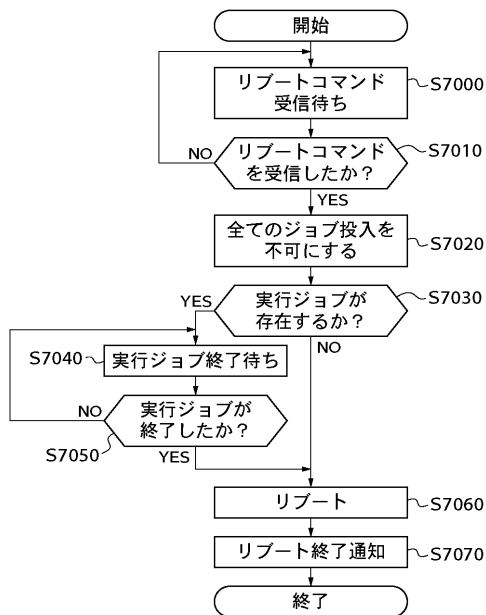 開始
リブートコマンド
受信待ち
S7000
リブートコマンド
を受信したか？
S7010
NO
YES
全てのジョブ投入を
不可にする
S7020
実行ジョブが
存在するか？
S7030
YES
NO
S7040
実行ジョブ終了待ち
実行ジョブが
終了したか？
NO
S7050
YES
リブート
S7060
リブート終了通知
S7070
終了